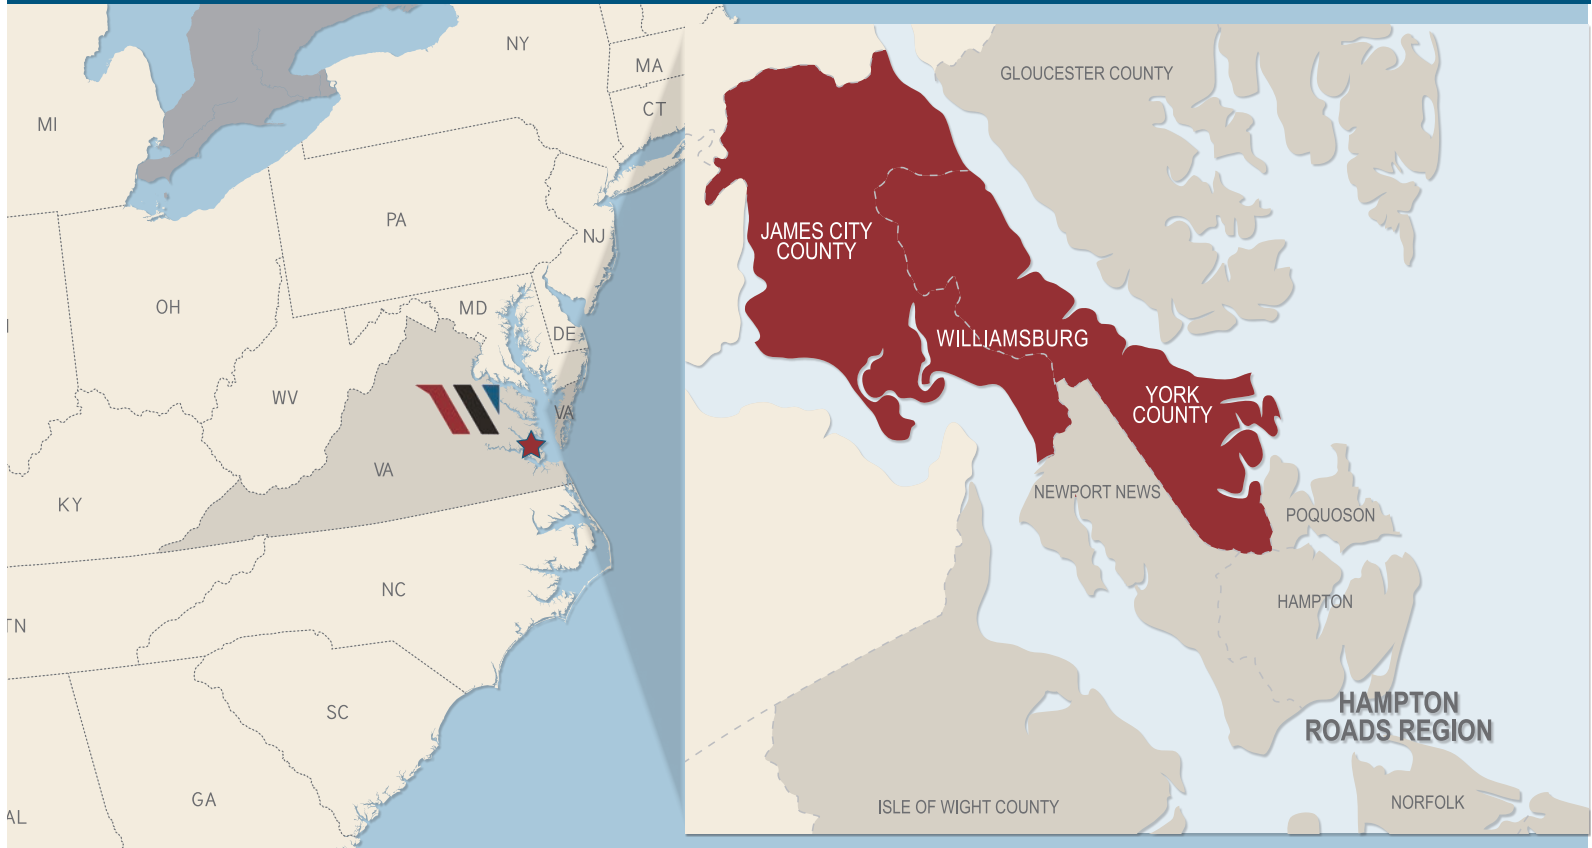 NY
MA
CT
MI
PA
NJ
OH
MD
DE
WV
VA
VA
KY
NC
TN
SC
GA
AL
GLOUCESTER COUNTY
JAMES CITY
COUNTY
WILLIAMSBURG
YORK
COUNTY
NEWPORT NEWS
POQUOSON
HAMPTON
HAMPTON
ROADS REGION
ISLE OF WIGHT COUNTY
NORFOLK